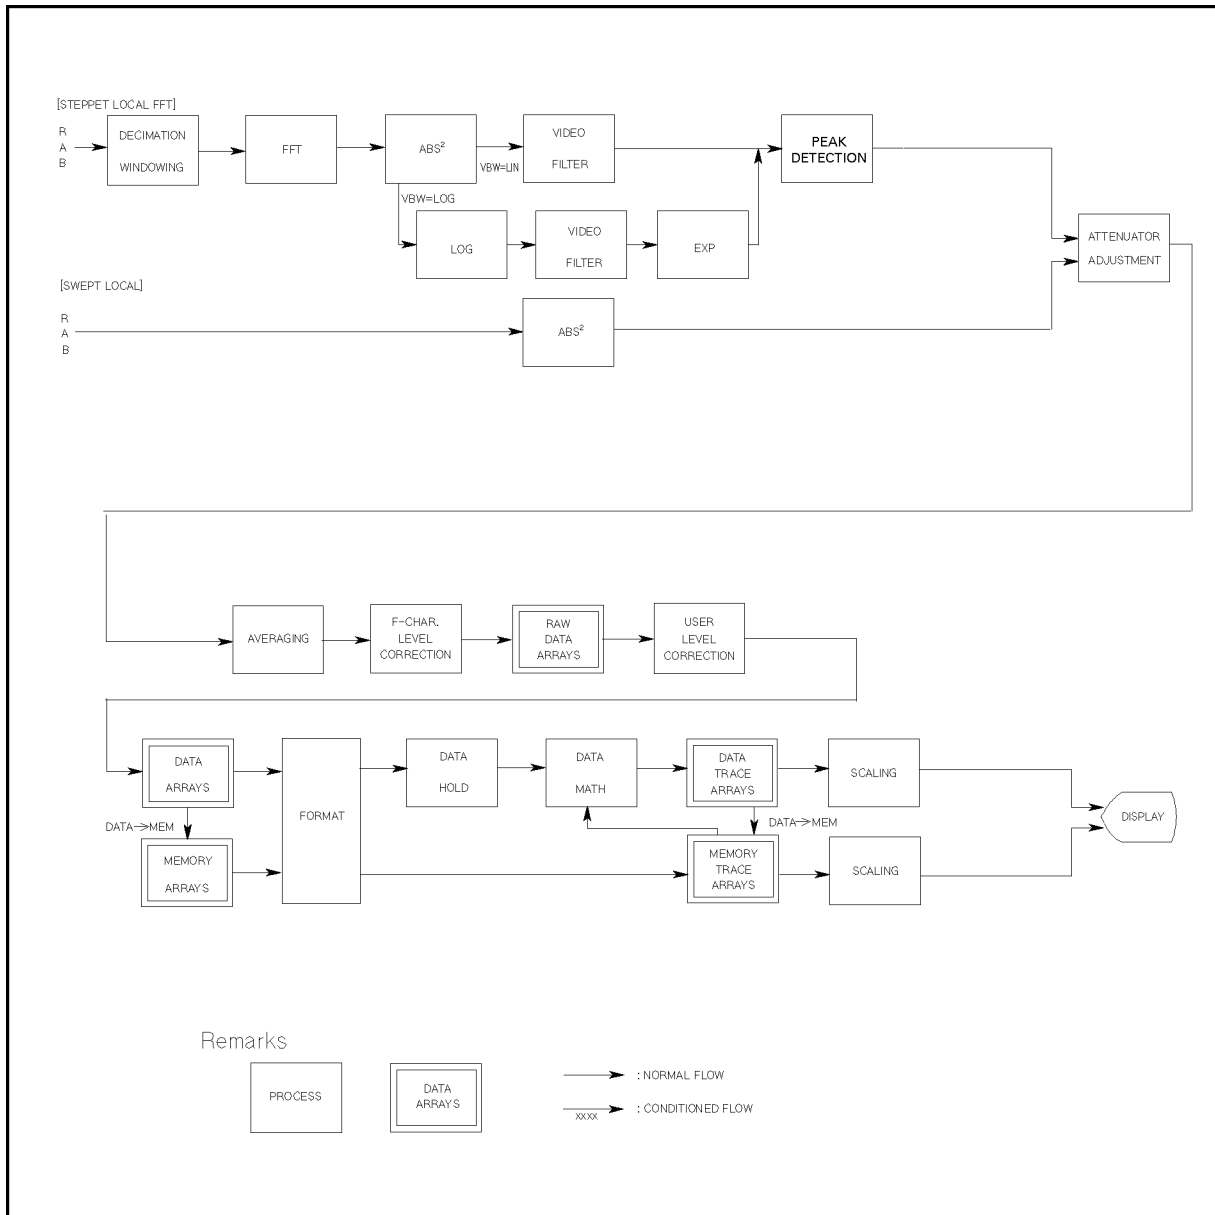 [STEPPET LOCAL FFT]
R
A
B
DECIMATION
WINDOWING
FFT
ABS²
VBW=LIN
VIDEO
FILTER
PEAK
DETECTION
VBW=LOG
LOG
VIDEO
FILTER
EXP
ATTENUATOR
ADJUSTMENT
[SWEPT LOCAL]
R
A
B
ABS²
AVERAGING
F-CHAR.
LEVEL
CORRECTION
RAW
DATA
ARRAYS
USER
LEVEL
CORRECTION
DATA
ARRAYS
DATA→MEM
MEMORY
ARRAYS
FORMAT
DATA
HOLD
DATA
MATH
DATA
TRACE
ARRAYS
DATA→MEM
MEMORY
TRACE
ARRAYS
SCALING
SCALING
DISPLAY
Remarks
PROCESS
DATA
ARRAYS
: NORMAL FLOW
XXXX
: CONDITIONED FLOW